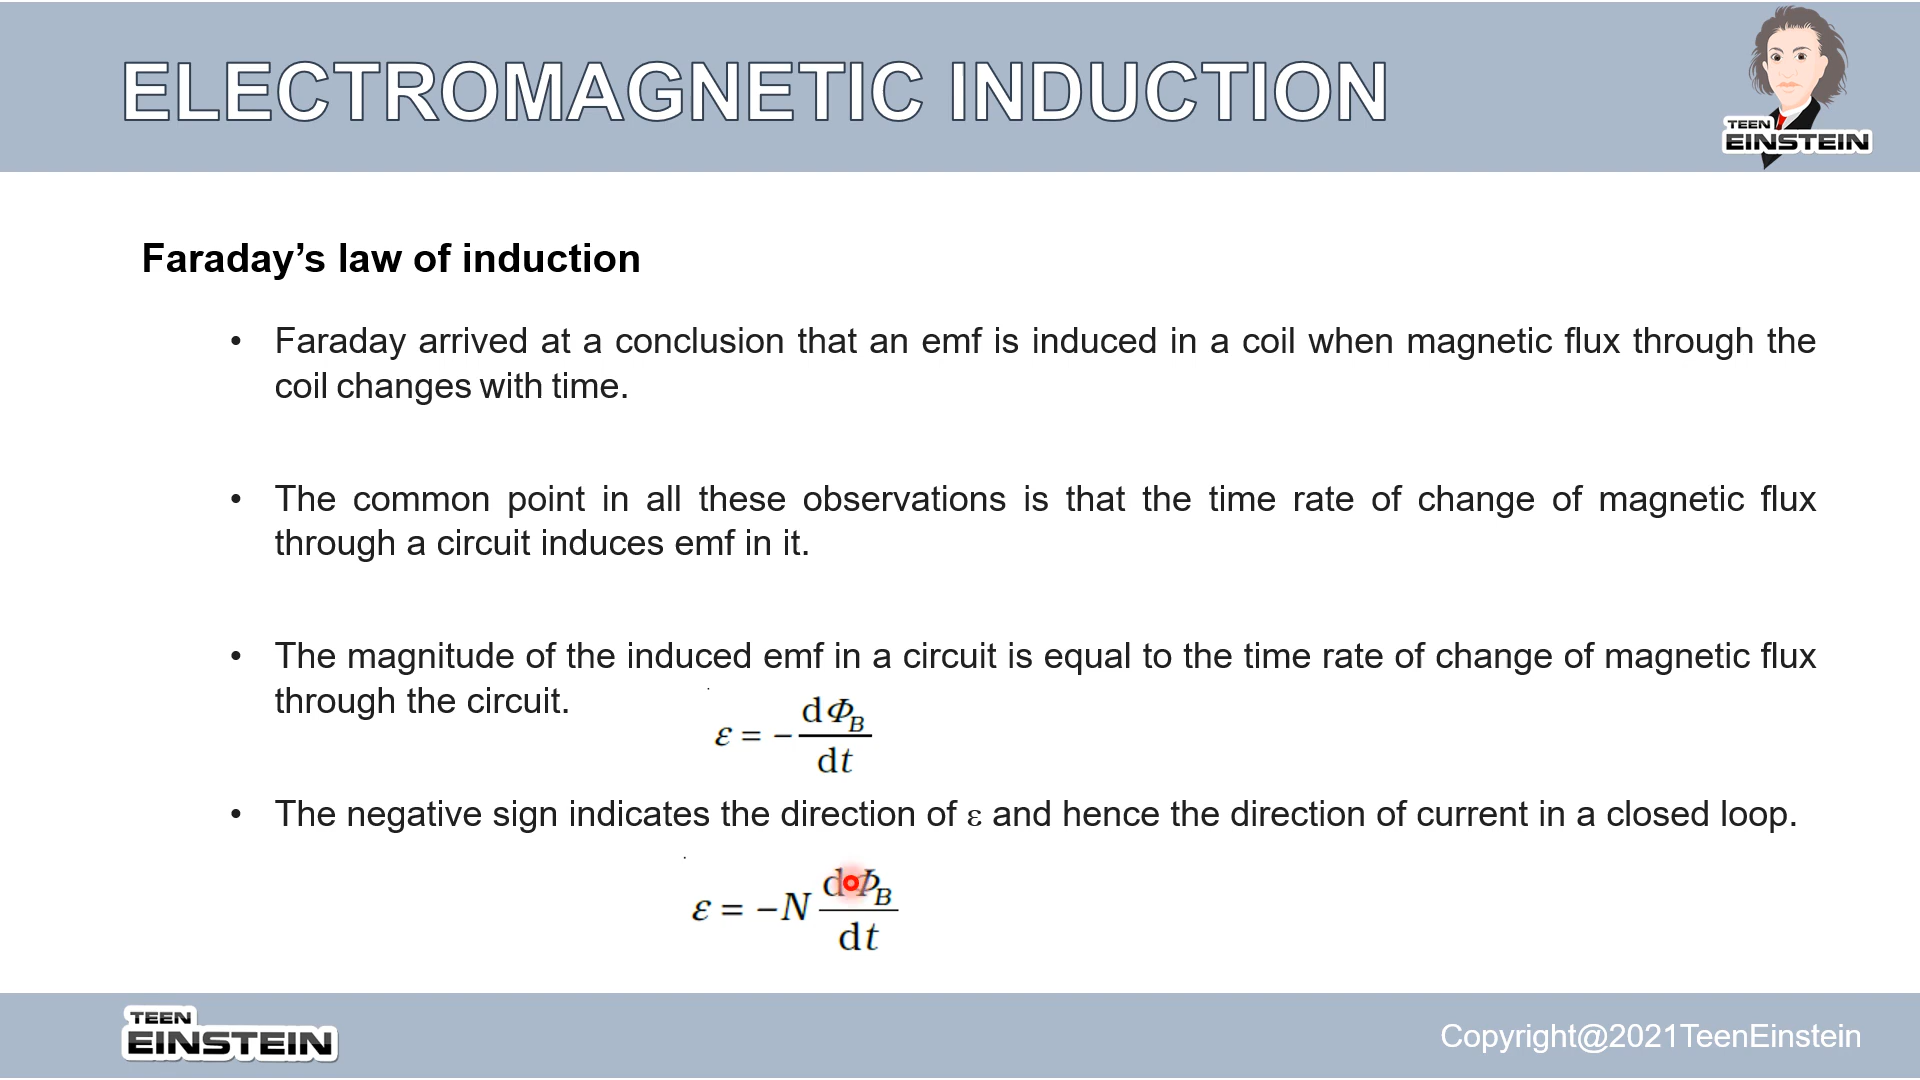 ELECTROMAGNETIC INDUCTION
TEEN
EINSTEIN
Faraday’s law of induction
• Faraday arrived at a conclusion that an emf is induced in a coil when magnetic flux through the
coil changes with time.
• The common point in all these observations is that the time rate of change of magnetic flux
through a circuit induces emf in it.
• The magnitude of the induced emf in a circuit is equal to the time rate of change of magnetic flux
through the circuit.
ε = − dΦ_B / dt
• The negative sign indicates the direction of ε and hence the direction of current in a closed loop.
ε = −N dΦ_B / dt
TEEN
EINSTEIN
Copyright@2021TeenEinstein